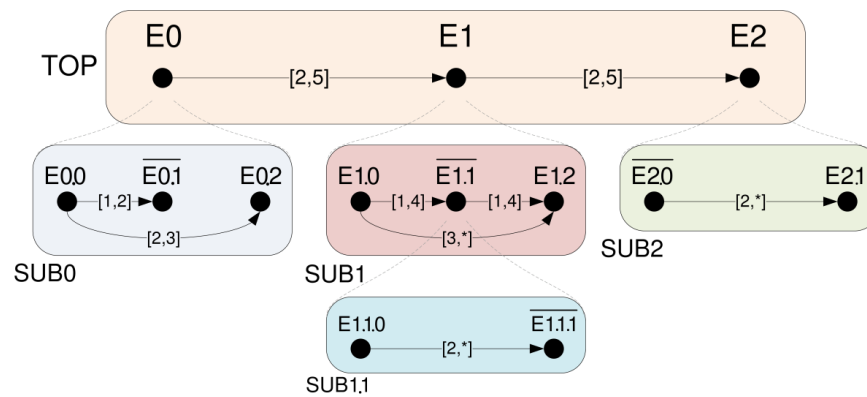 E0 E1 E2
TOP
[2,5] [2,5]
E0.0 E0.1 E0.2
[1,2]
[2,3]
SUB0
E1.0 E1.1 E1.2
[1,4] [1,4]
[3,*]
SUB1
E2.0 E2.1
[2,*]
SUB2
E1.1.0 E1.1.1
[2,*]
SUB1.1